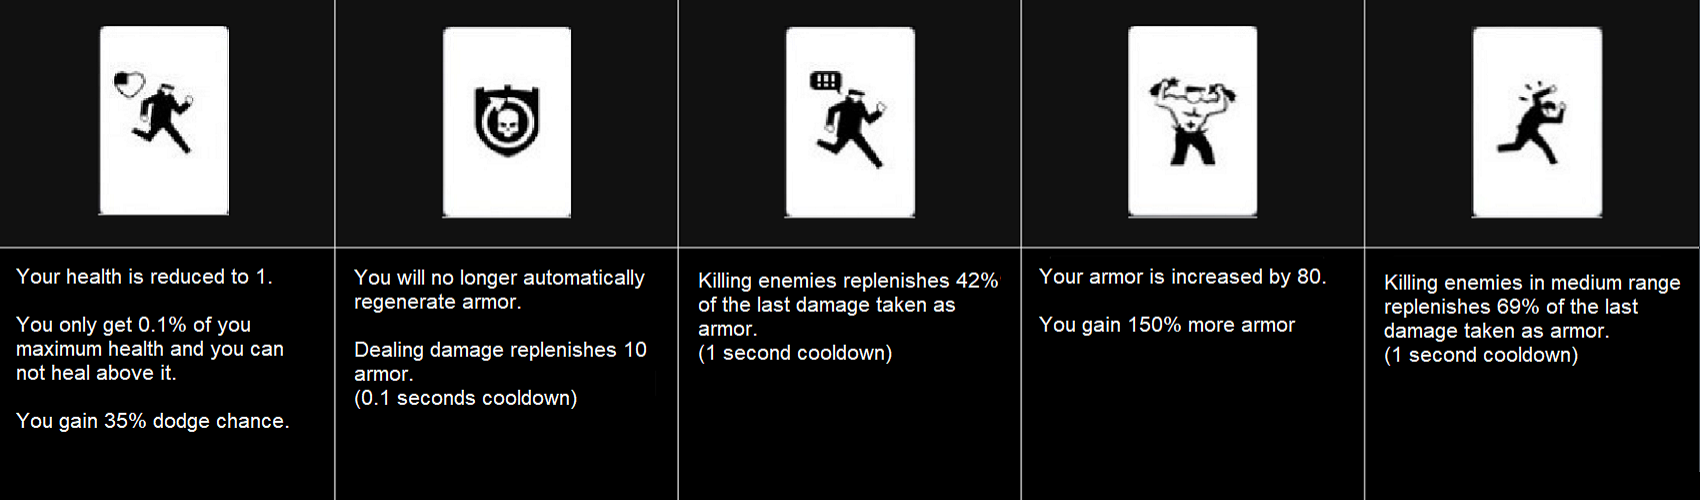 Your health is reduced to 1.
You only get 0.1% of you
maximum health and you can
not heal above it.
You gain 35% dodge chance.
You will no longer automatically
regenerate armor.
Dealing damage replenishes 10
armor.
(0.1 seconds cooldown)
Killing enemies replenishes 42%
of the last damage taken as
armor.
(1 second cooldown)
Your armor is increased by 80.
You gain 150% more armor
Killing enemies in medium range
replenishes 69% of the last
damage taken as armor.
(1 second cooldown)